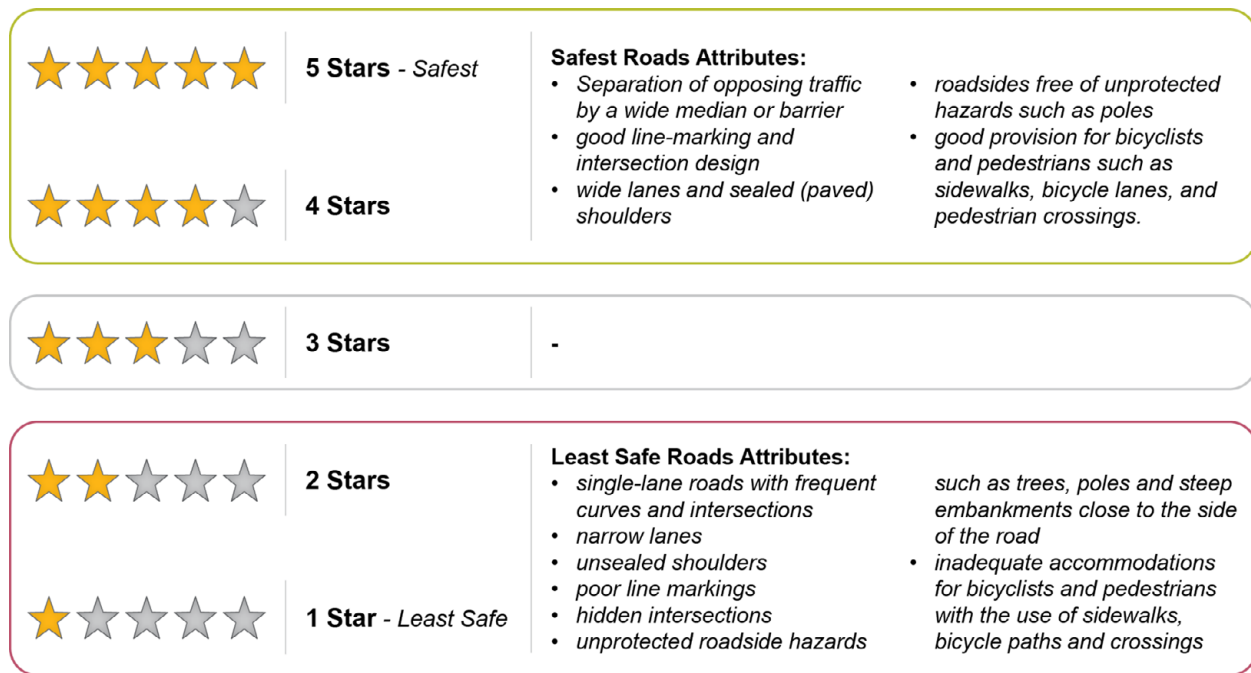 5 Stars - Safest
Safest Roads Attributes:
• Separation of opposing traffic
by a wide median or barrier
• good line-marking and
intersection design
• wide lanes and sealed (paved)
shoulders
• roadsides free of unprotected
hazards such as poles
• good provision for bicyclists
and pedestrians such as
sidewalks, bicycle lanes, and
pedestrian crossings.
4 Stars
3 Stars
-
2 Stars
Least Safe Roads Attributes:
• single-lane roads with frequent
curves and intersections
• narrow lanes
• unsealed shoulders
• poor line markings
• hidden intersections
• unprotected roadside hazards
such as trees, poles and steep
embankments close to the side
of the road
• inadequate accommodations
for bicyclists and pedestrians
with the use of sidewalks,
bicycle paths and crossings
1 Star - Least Safe